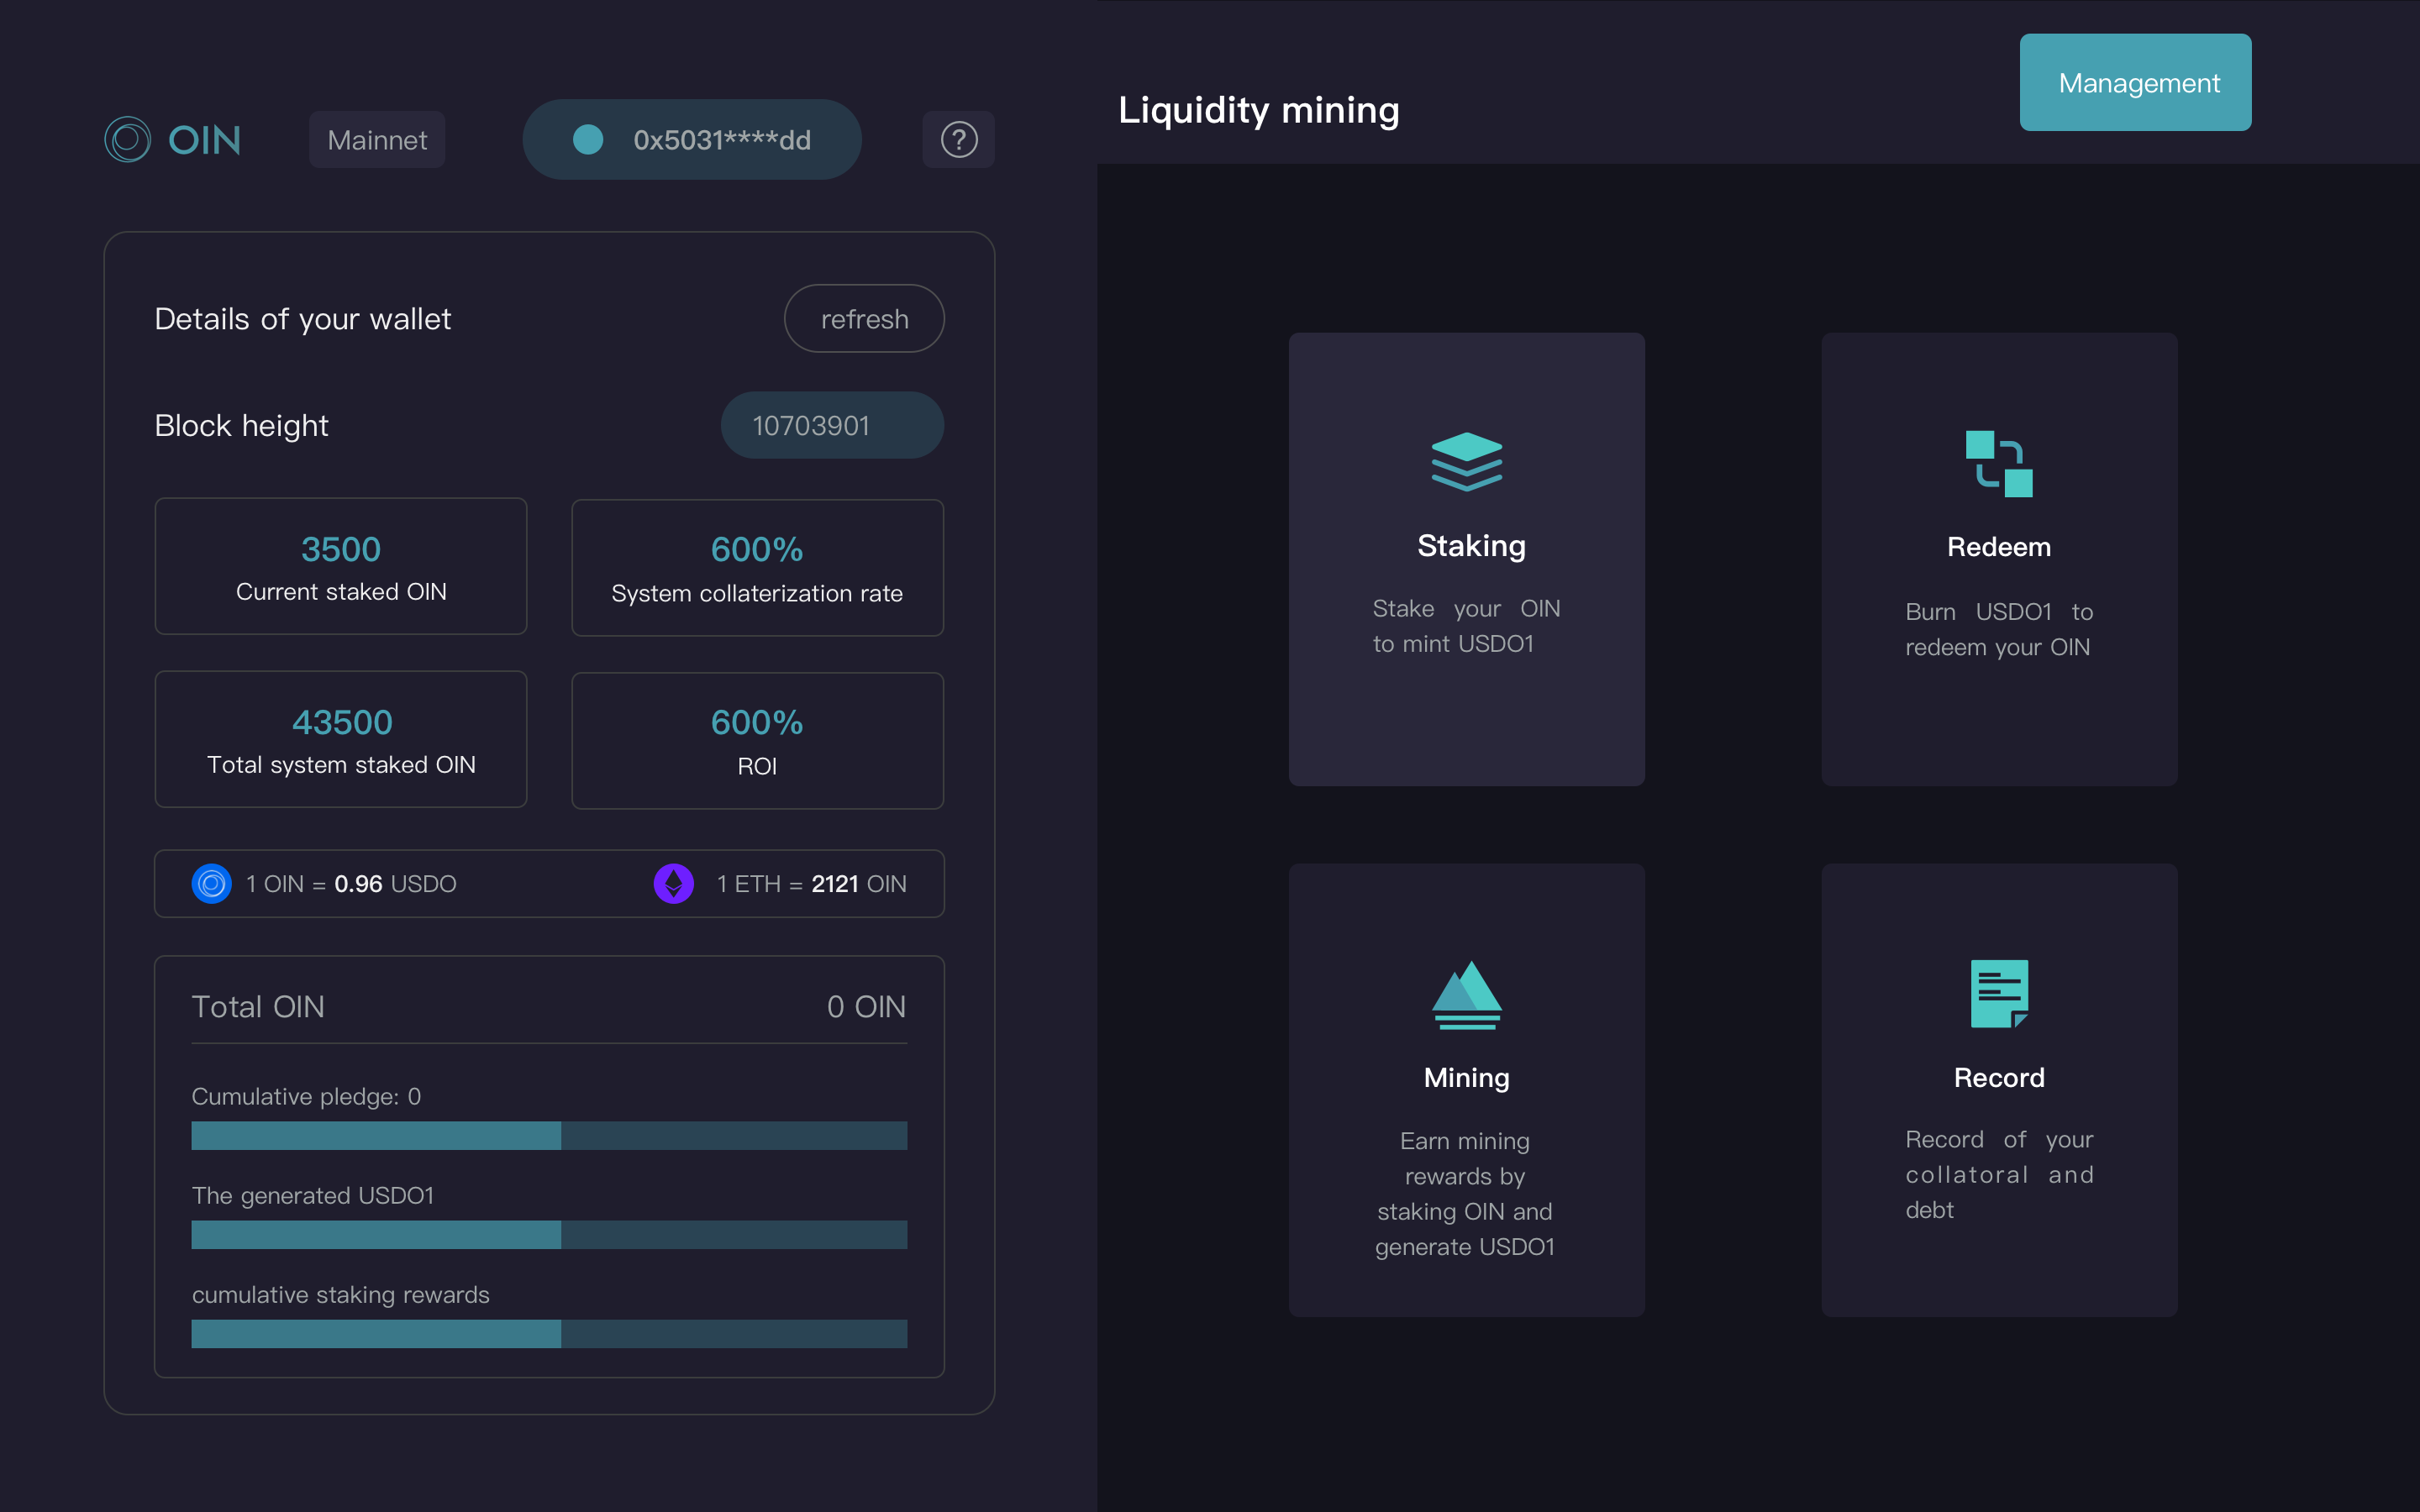 OIN
Mainnet
0x5031****dd
?
Details of your wallet
refresh
Block height
10703901
3500
Current staked OIN
600%
System collaterization rate
43500
Total system staked OIN
600%
ROI
1 OIN = 0.96 USDO
1 ETH = 2121 OIN
Total OIN
0 OIN
Cumulative pledge: 0
The generated USDO1
cumulative staking rewards
Liquidity mining
Management
Staking
Stake your OIN
to mint USDO1
Redeem
Burn USDO1 to
redeem your OIN
Mining
Earn mining
rewards by
staking OIN and
generate USDO1
Record
Record of your
collatoral and
debt